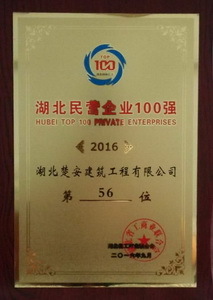 TOP
100
湖北民营企业100强
HUBEI TOP 100 PRIVATE ENTERPRISES
2016
湖北楚安建筑工程有限公司
第 56 位
二〇一六年九月